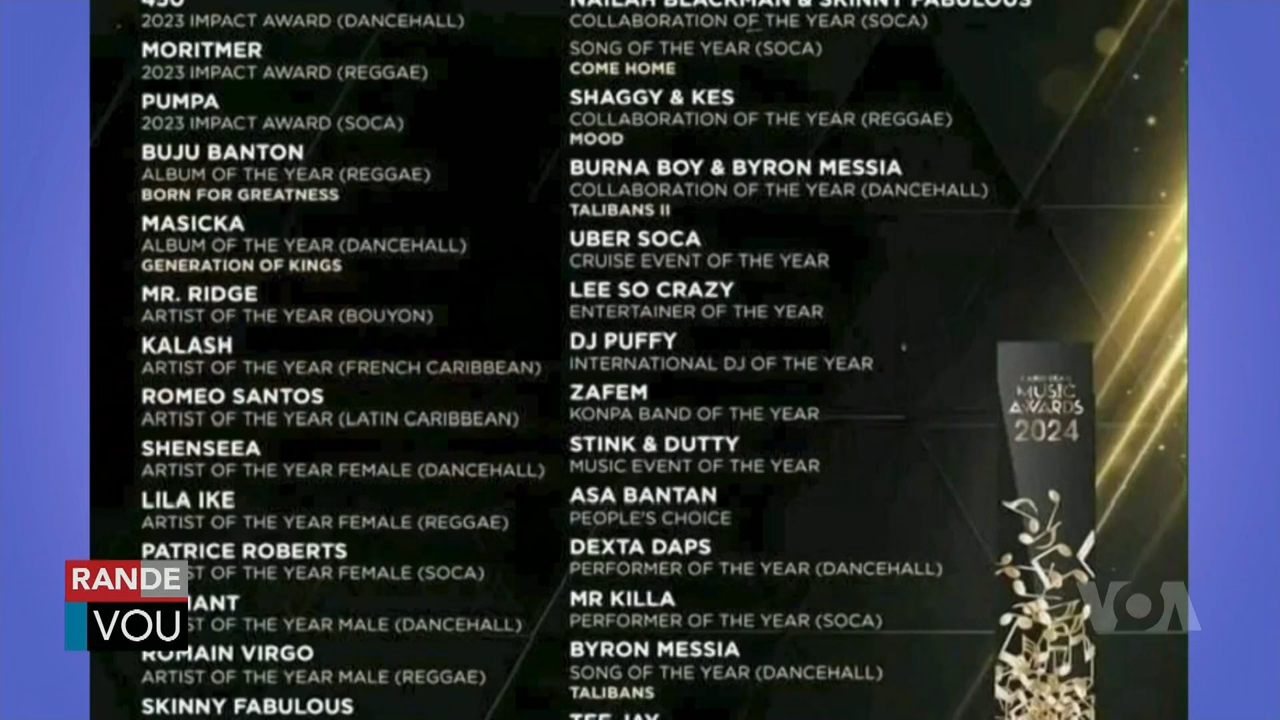 450
2023 IMPACT AWARD (DANCEHALL)
MORITMER
2023 IMPACT AWARD (REGGAE)
PUMPA
2023 IMPACT AWARD (SOCA)
BUJU BANTON
ALBUM OF THE YEAR (REGGAE)
BORN FOR GREATNESS
MASICKA
ALBUM OF THE YEAR (DANCEHALL)
GENERATION OF KINGS
MR. RIDGE
ARTIST OF THE YEAR (BOUYON)
KALASH
ARTIST OF THE YEAR (FRENCH CARIBBEAN)
ROMEO SANTOS
ARTIST OF THE YEAR (LATIN CARIBBEAN)
SHENSEEA
ARTIST OF THE YEAR FEMALE (DANCEHALL)
LILA IKE
ARTIST OF THE YEAR FEMALE (REGGAE)
PATRICE ROBERTS
OF THE YEAR FEMALE (SOCA)
OF THE YEAR MALE (DANCEHALL)
ROMAIN VIRGO
ARTIST OF THE YEAR MALE (REGGAE)
SKINNY FABULOUS
NAILAH BLACKMAN & SKINNY FABULOUS
COLLABORATION OF THE YEAR (SOCA)
SONG OF THE YEAR (SOCA)
COME HOME
SHAGGY & KES
COLLABORATION OF THE YEAR (REGGAE)
MOOD
BURNA BOY & BYRON MESSIA
COLLABORATION OF THE YEAR (DANCEHALL)
TALIBANS II
UBER SOCA
CRUISE EVENT OF THE YEAR
LEE SO CRAZY
ENTERTAINER OF THE YEAR
DJ PUFFY
INTERNATIONAL DJ OF THE YEAR
ZAFEM
KONPA BAND OF THE YEAR
STINK & DUTTY
MUSIC EVENT OF THE YEAR
ASA BANTAN
PEOPLE'S CHOICE
DEXTA DAPS
PERFORMER OF THE YEAR (DANCEHALL)
MR KILLA
PERFORMER OF THE YEAR (SOCA)
BYRON MESSIA
SONG OF THE YEAR (DANCEHALL)
TALIBANS
TEEJAY
MUSIC
AWARDS
2024
RANDE
VOU
VOA